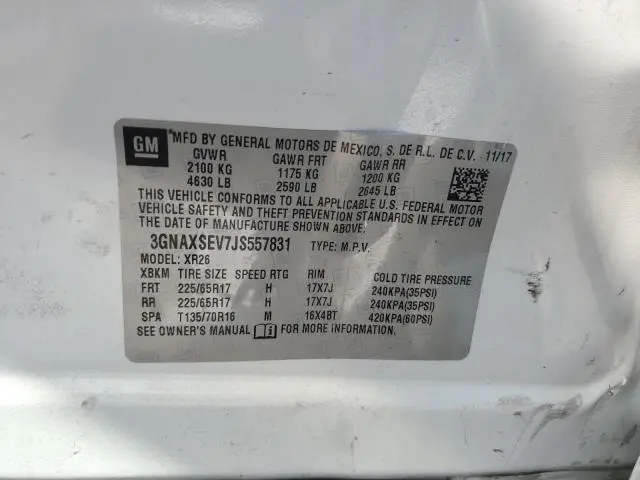 GM
*MFD BY GENERAL MOTORS DE MEXICO, S. DE R.L. DE C.V. 11/17
GVWR GAWR FRT GAWR RR
2100 KG 1175 KG 1200 KG
4630 LB 2590 LB 2645 LB
THIS VEHICLE CONFORMS TO ALL APPLICABLE U.S. FEDERAL MOTOR
VEHICLE SAFETY AND THEFT PREVENTION STANDARDS IN EFFECT ON
THE DATE OF MANUFACTURE SHOWN ABOVE.
3GNAXSEV7JS557831 TYPE: M.P.V.
MODEL: XR26
XBKM TIRE SIZE SPEED RTG RIM COLD TIRE PRESSURE
FRT 225/65R17 H 17X7J 240KPA(35PSI)
RR 225/65R17 H 17X7J 240KPA(35PSI)
SPA T135/70R16 M 16X4BT 420KPA(60PSI)
SEE OWNER'S MANUAL FOR MORE INFORMATION.